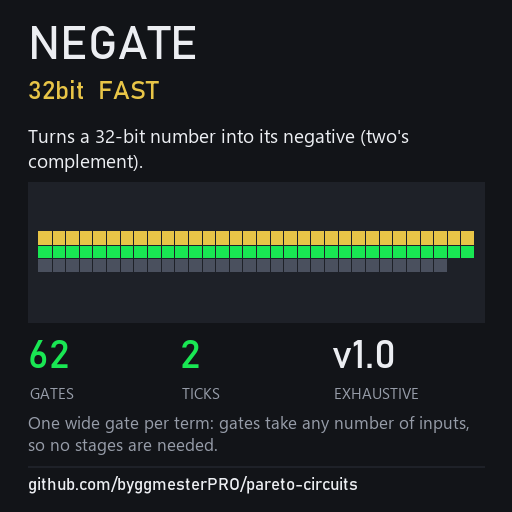 NEGATE
32bit FAST
Turns a 32-bit number into its negative (two's
complement).
62 2 v1.0
GATES TICKS EXHAUSTIVE
One wide gate per term: gates take any number of inputs,
so no stages are needed.
github.com/byggmesterPRO/pareto-circuits